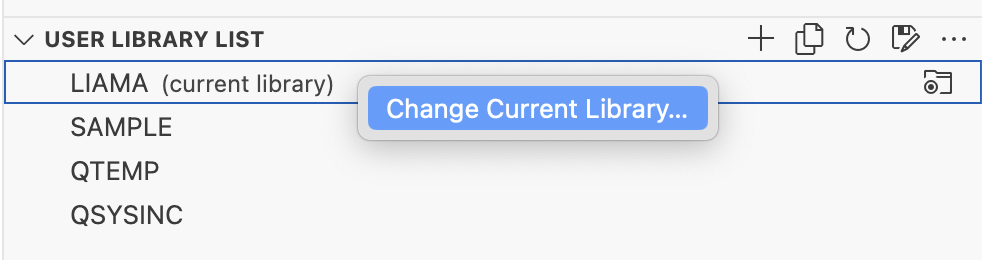 USER LIBRARY LIST
LIAMA (current library)
Change Current Library...
SAMPLE
QTEMP
QSYSINC